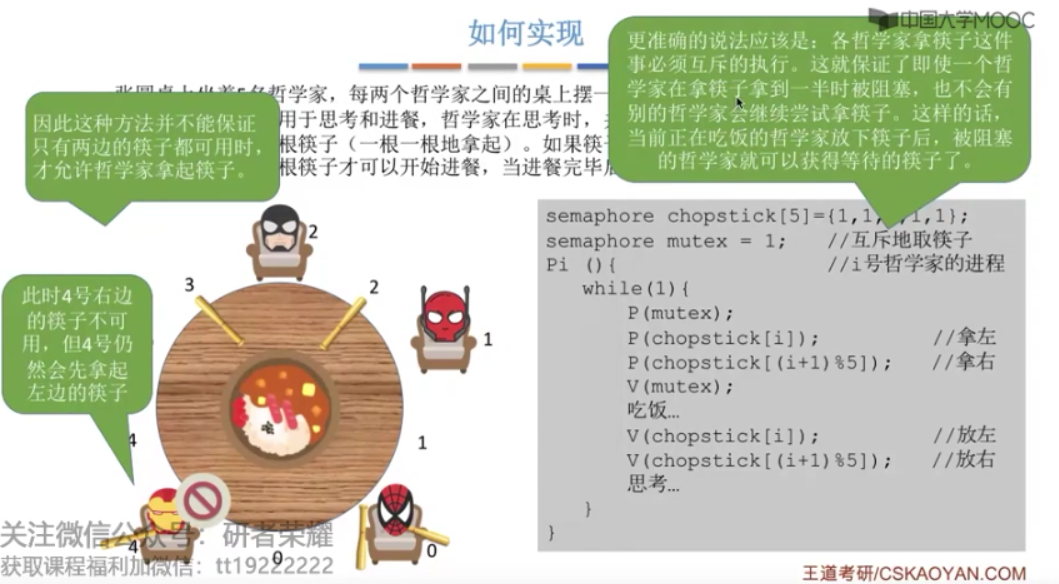 中国大学MOOC
如何实现
更准确的说法应该是：各哲学家拿筷子这件
事必须互斥的执行。这就保证了即使一个哲
学家在拿筷子拿到一半时被阻塞，也不会有
别的哲学家会继续尝试拿筷子。这样的话，
当前正在吃饭的哲学家放下筷子后，被阻塞
的哲学家就可以获得等待的筷子了。
名哲学家，每两个哲学家之间的桌上摆一
用于思考和进餐，哲学家在思考时，
根筷子（一根一根地拿起）。如果筷
根筷子才可以开始进餐，当进餐完毕
因此这种方法并不能保证
只有两边的筷子都可用时，
才允许哲学家拿起筷子。
此时4号右边
的筷子不可
用，但4号仍
然会先拿起
左边的筷子
2
3
2
1
4
1
4
0
0
semaphore chopstick[5]={1,1,1,1};
semaphore mutex = 1; //互斥地取筷子
Pi (){ //i号哲学家的进程
while(1){
P(mutex);
P(chopstick[i]); //拿左
P(chopstick[(i+1)%5]); //拿右
V(mutex);
吃饭…
V(chopstick[i]); //放左
V(chopstick[(i+1)%5]); //放右
思考…
}
}
关注微信公众号：研者荣耀
获取课程福利加微信：tt19222222
王道考研/CSKAOYAN.COM